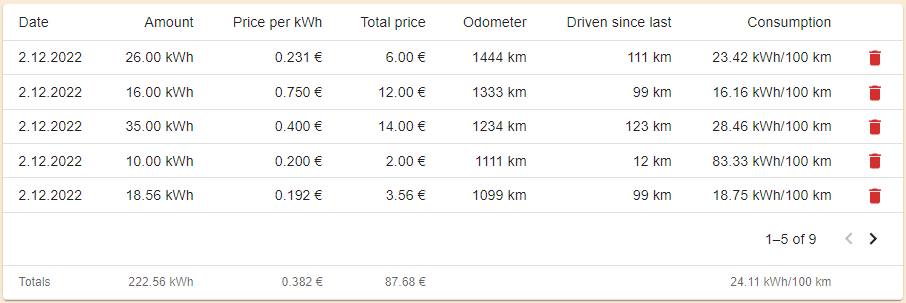 Date Amount Price per kWh Total price Odometer Driven since last Consumption
2.12.2022 26.00 kWh 0.231 € 6.00 € 1444 km 111 km 23.42 kWh/100 km
2.12.2022 16.00 kWh 0.750 € 12.00 € 1333 km 99 km 16.16 kWh/100 km
2.12.2022 35.00 kWh 0.400 € 14.00 € 1234 km 123 km 28.46 kWh/100 km
2.12.2022 10.00 kWh 0.200 € 2.00 € 1111 km 12 km 83.33 kWh/100 km
2.12.2022 18.56 kWh 0.192 € 3.56 € 1099 km 99 km 18.75 kWh/100 km
1–5 of 9
Totals 222.56 kWh 0.382 € 87.68 € 24.11 kWh/100 km